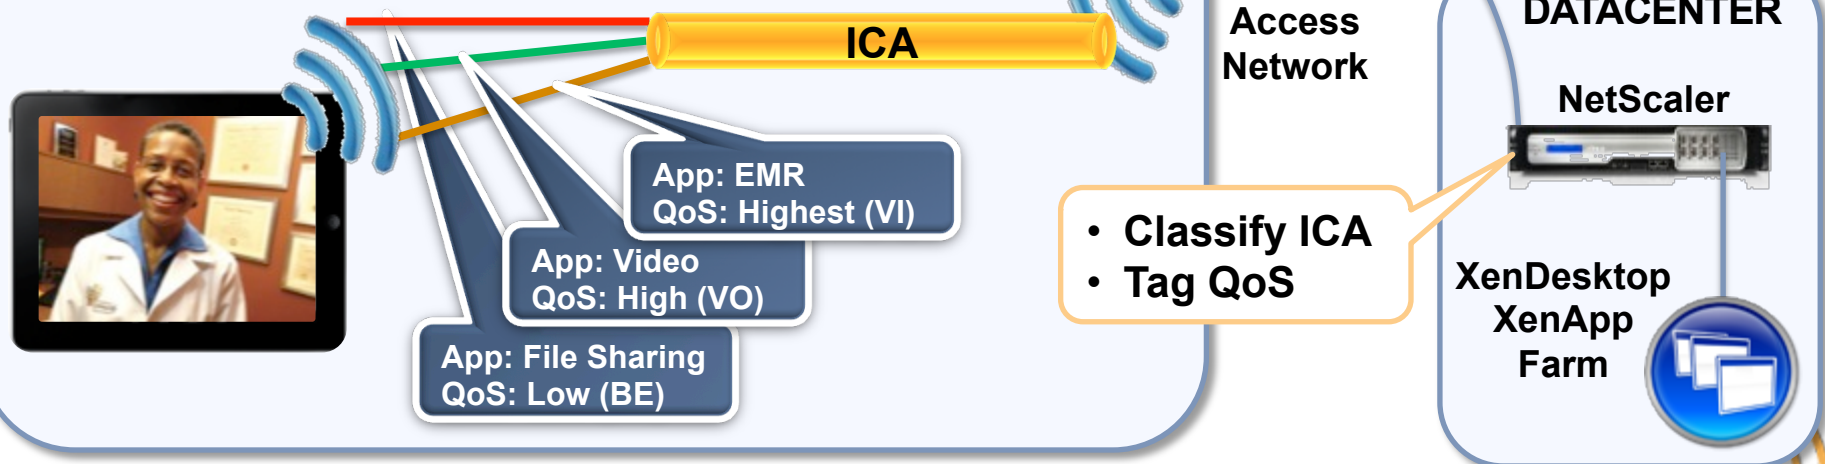 ICA
Access
Network
DATACENTER
NetScaler
App: EMR
QoS: Highest (VI)
App: Video
QoS: High (VO)
App: File Sharing
QoS: Low (BE)
• Classify ICA
• Tag QoS
XenDesktop
XenApp
Farm